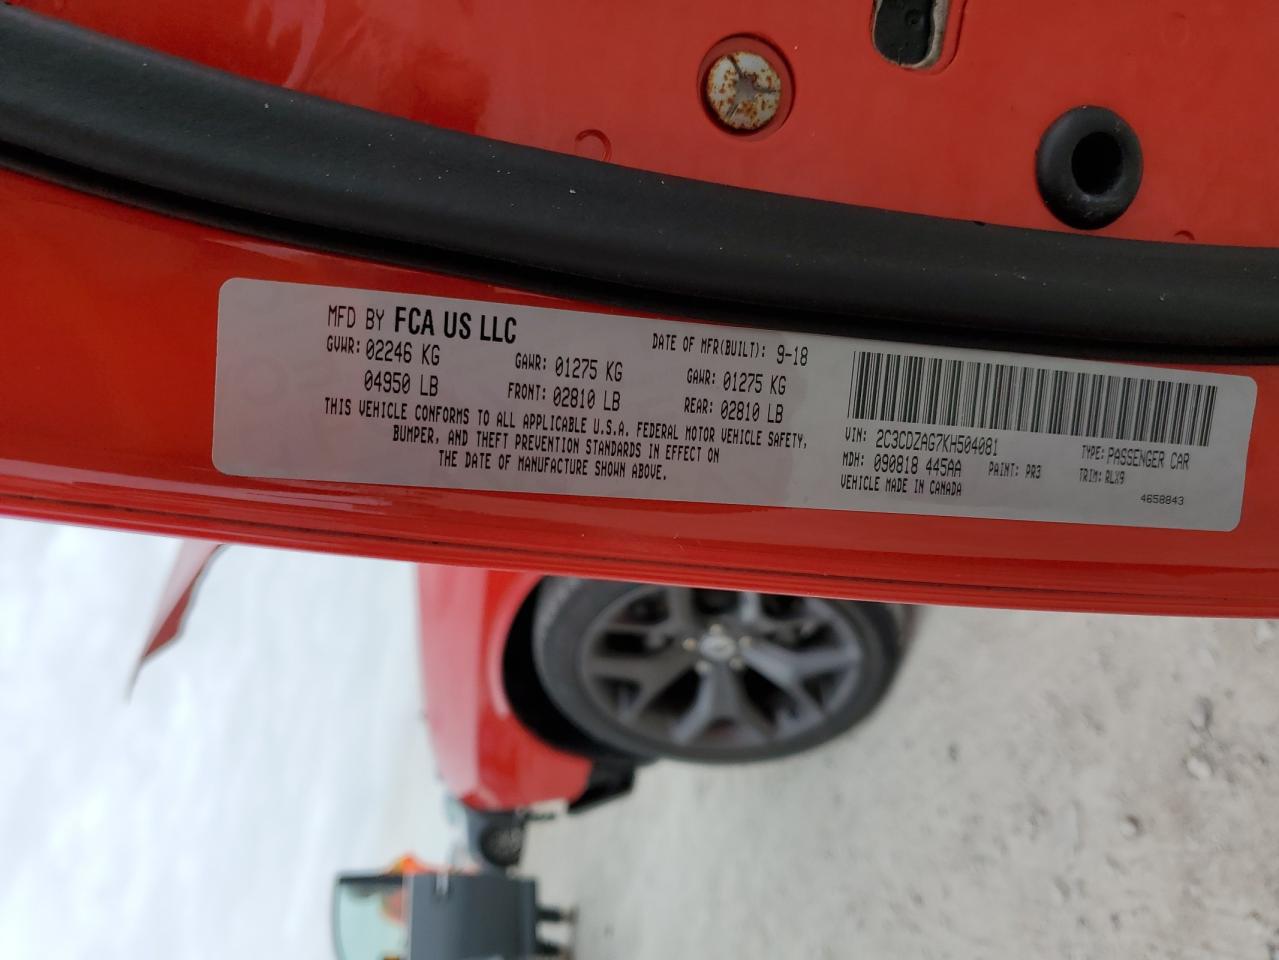 MFD BY FCA US LLC
DATE OF MFR(BUILT): 9-18
GVWR: 02246 KG
04950 LB
GAWR: 01275 KG
FRONT: 02810 LB
GAWR: 01275 KG
REAR: 02810 LB
THIS VEHICLE CONFORMS TO ALL APPLICABLE U.S.A. FEDERAL MOTOR VEHICLE SAFETY,
BUMPER, AND THEFT PREVENTION STANDARDS IN EFFECT ON
THE DATE OF MANUFACTURE SHOWN ABOVE.
VIN: 2C3CDZAG7KH504081
TYPE: PASSENGER CAR
MDH: 090818 445AA
PAINT: PR3
TRIM: RLX9
VEHICLE MADE IN CANADA
4658843